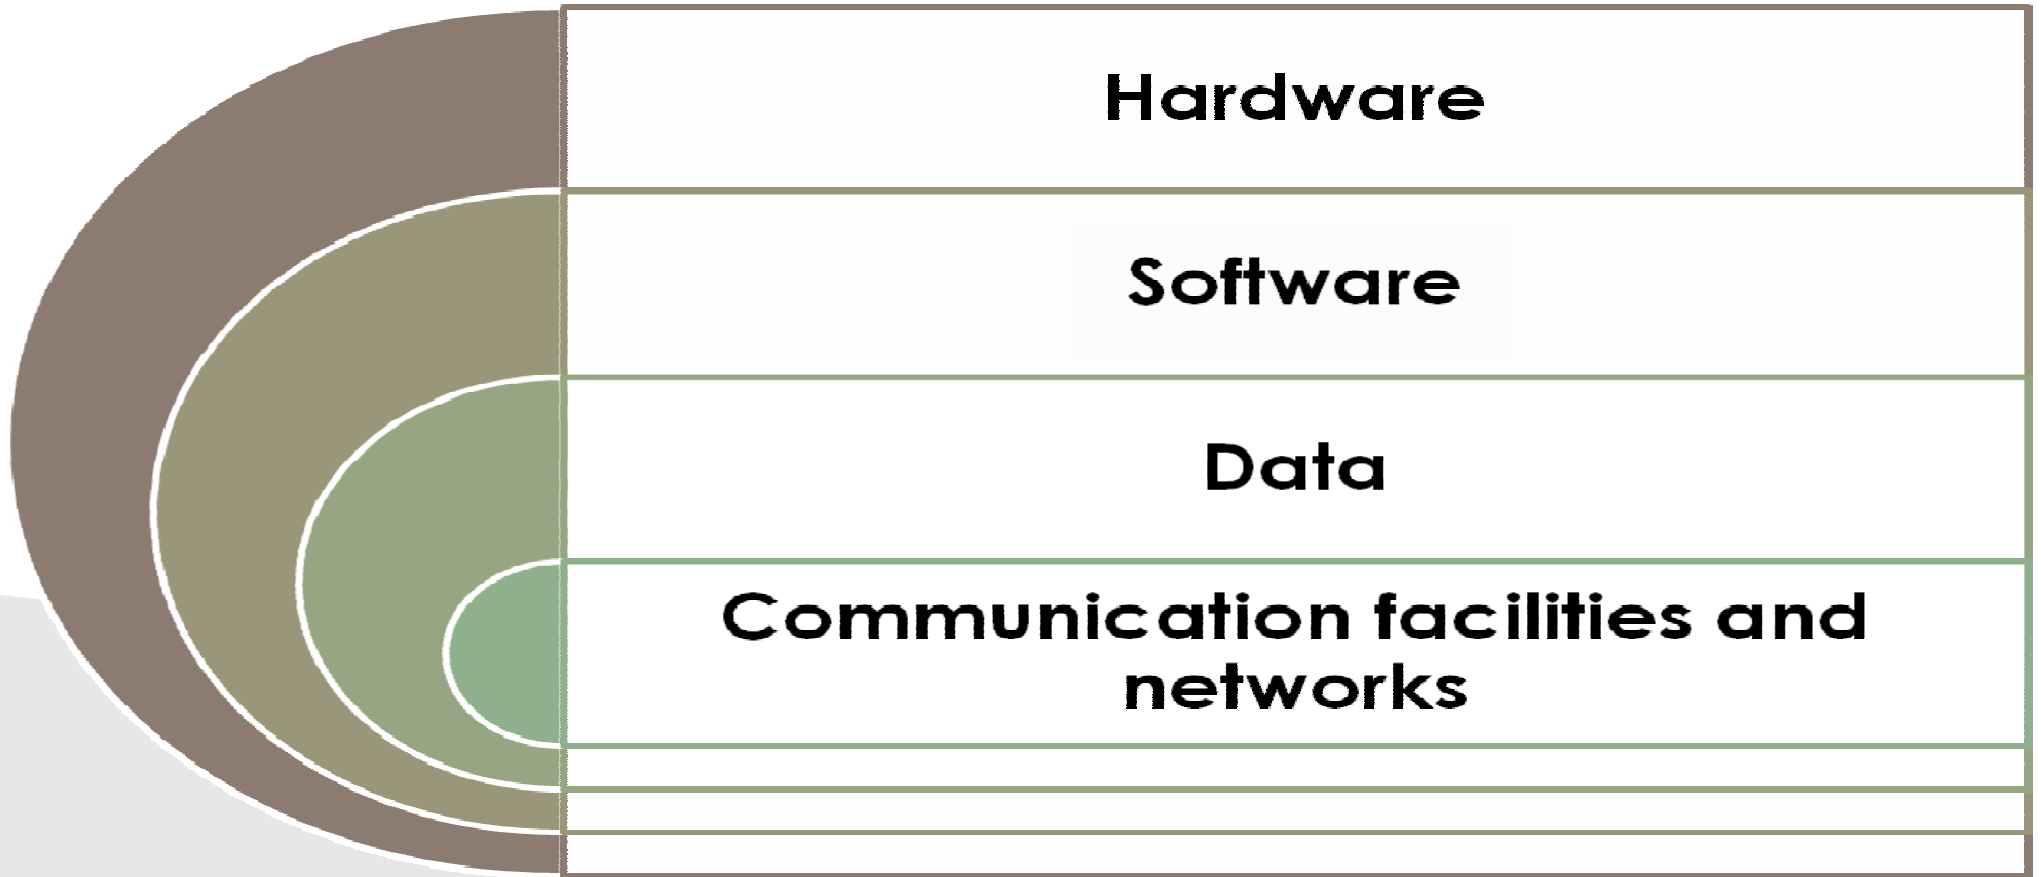 Hardware
Software
Data
Communication facilities and
networks